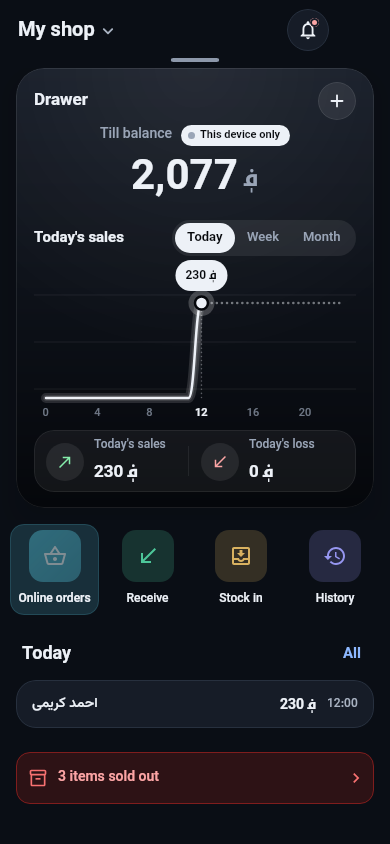 My shop
Drawer
Till balance
This device only
2,077 ؋
Today's sales
Today
Week
Month
230 ؋
0
4
8
12
16
20
Today's sales
230 ؋
Today's loss
0 ؋
Online orders
Receive
Stock in
History
Today
All
احمد کریمی
230 ؋
12:00
3 items sold out